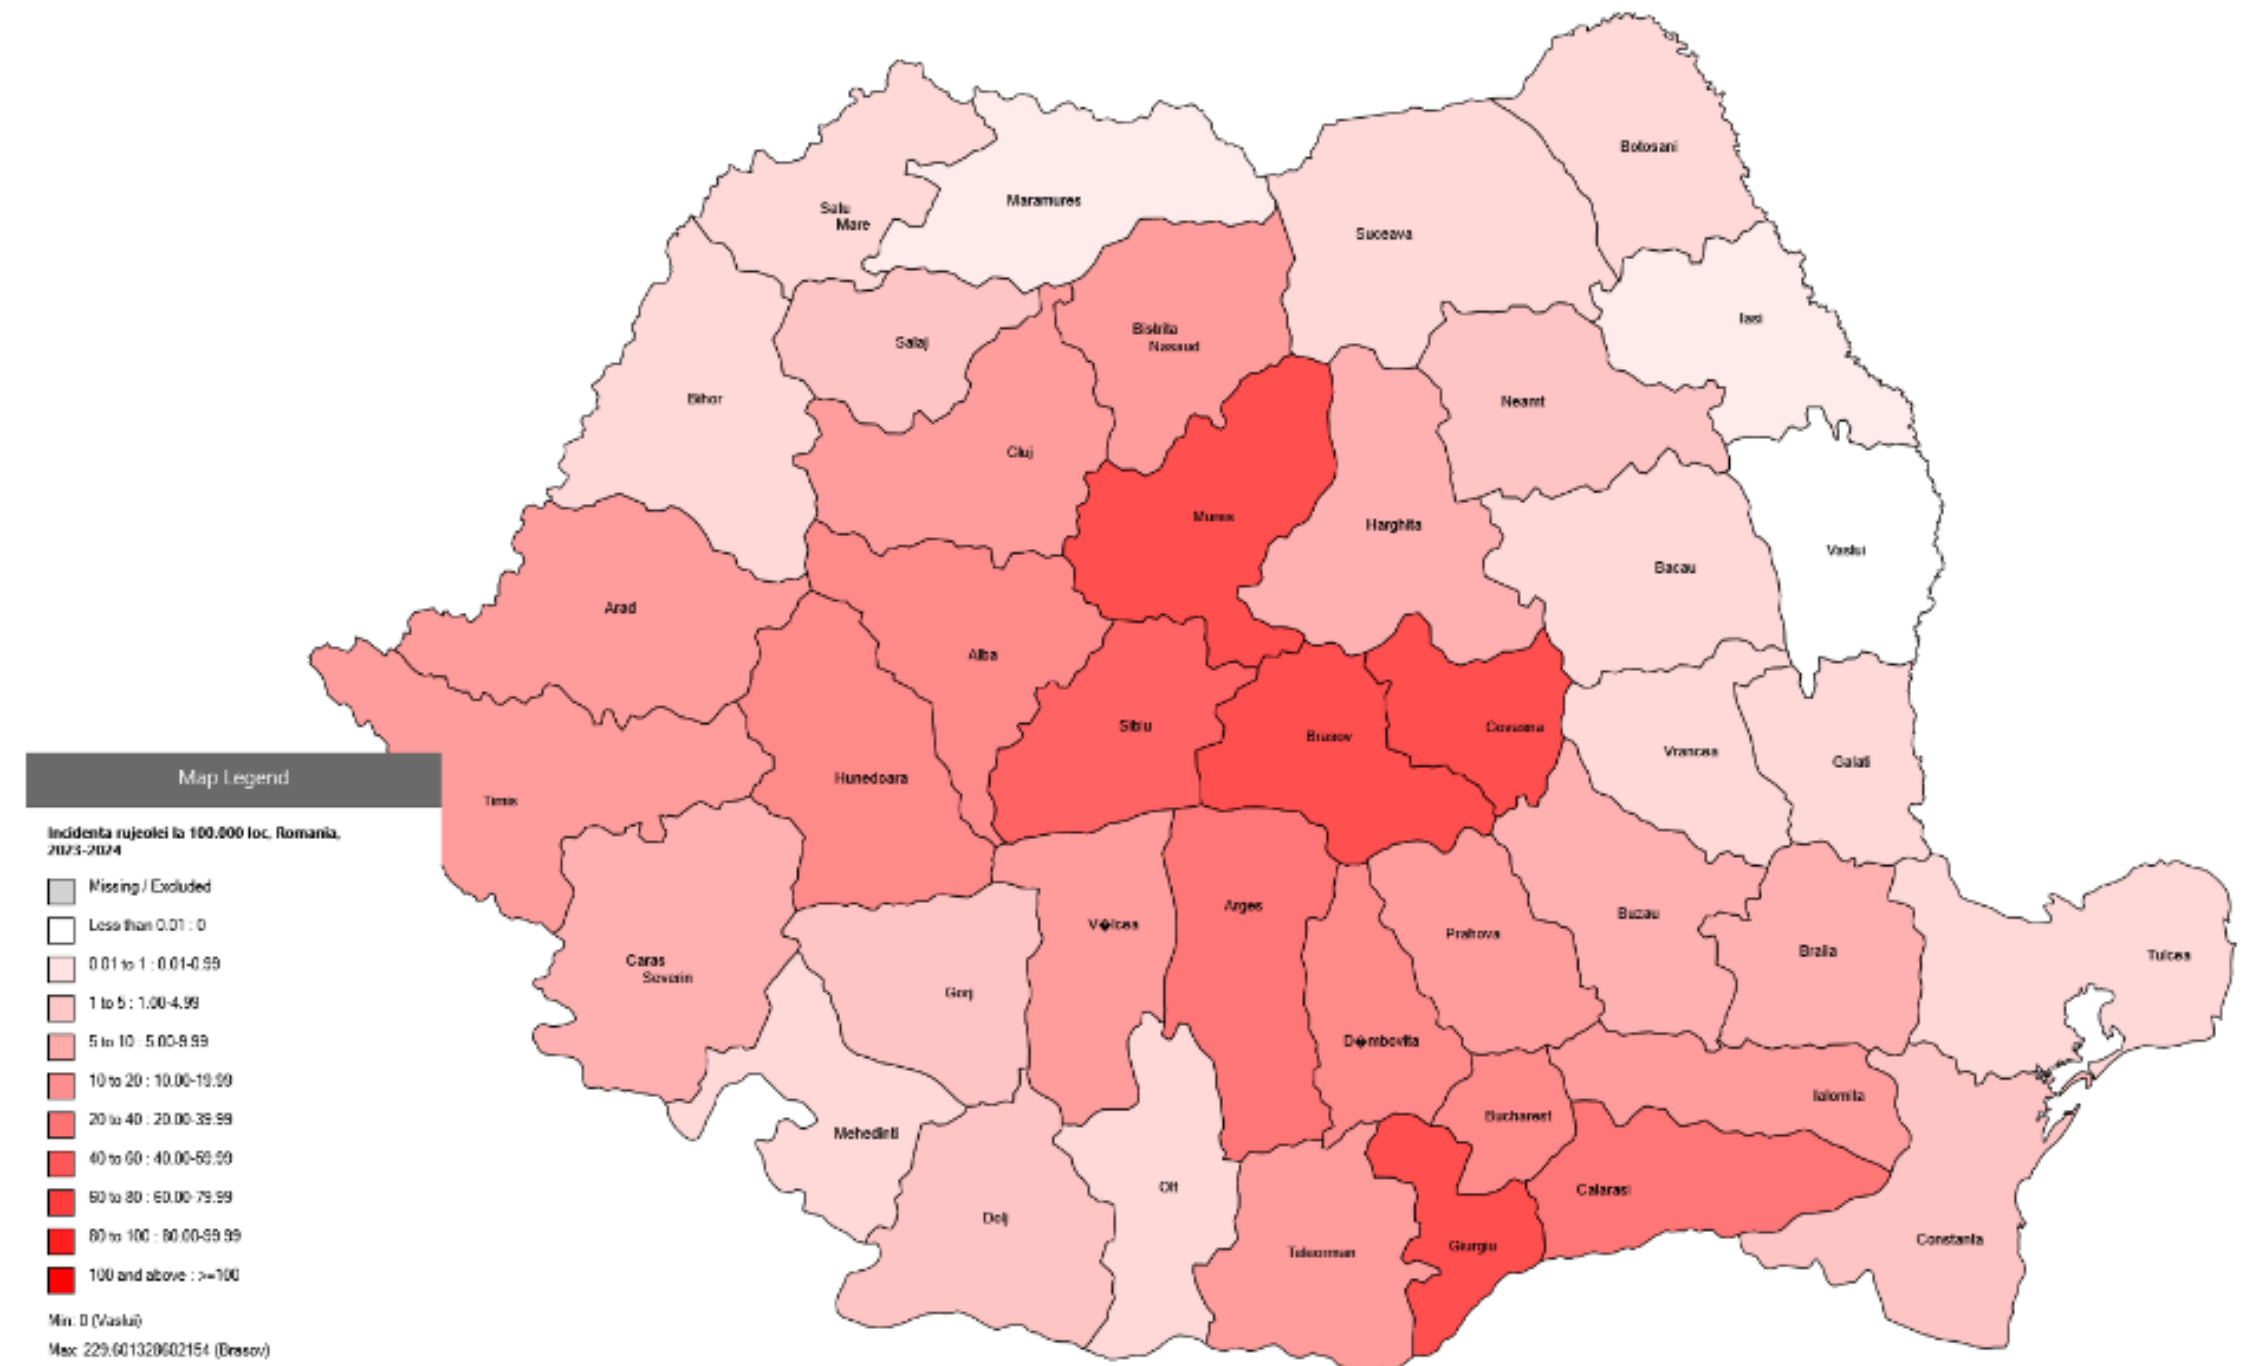 Botosani
Maramures
Satu
Mare
Suceava
Iasi
Bistrita
Nasaud
Salaj
Bihor
Neamt
Cluj
Mures
Harghita
Vaslui
Bacau
Arad
Alba
Sibiu
Brasov
Covasna
Vrancea
Galati
Hunedoara
Timis
Map Legend
Incidenta rujeolei la 100.000 loc, Romania,
2023-2024
Missing / Excluded
Less than 0.01 : 0
0.01 to 1 : 0.01-0.99
1 to 5 : 1.00-4.99
5 to 10 : 5.00-9.99
10 to 20 : 10.00-19.99
20 to 40 : 20.00-39.99
40 to 60 : 40.00-59.99
60 to 80 : 60.00-79.99
80 to 100 : 80.00-99.99
100 and above : >=100
Min: 0 (Vaslui)
Max: 229.601328602154 (Brasov)
Arges
Buzau
V�lcea
Prahova
Braila
Tulcea
Caras
Severin
Gorj
D�mbovita
Ialomita
Bucharest
Mehedinti
Olt
Calarasi
Dolj
Teleorman
Giurgiu
Constanta